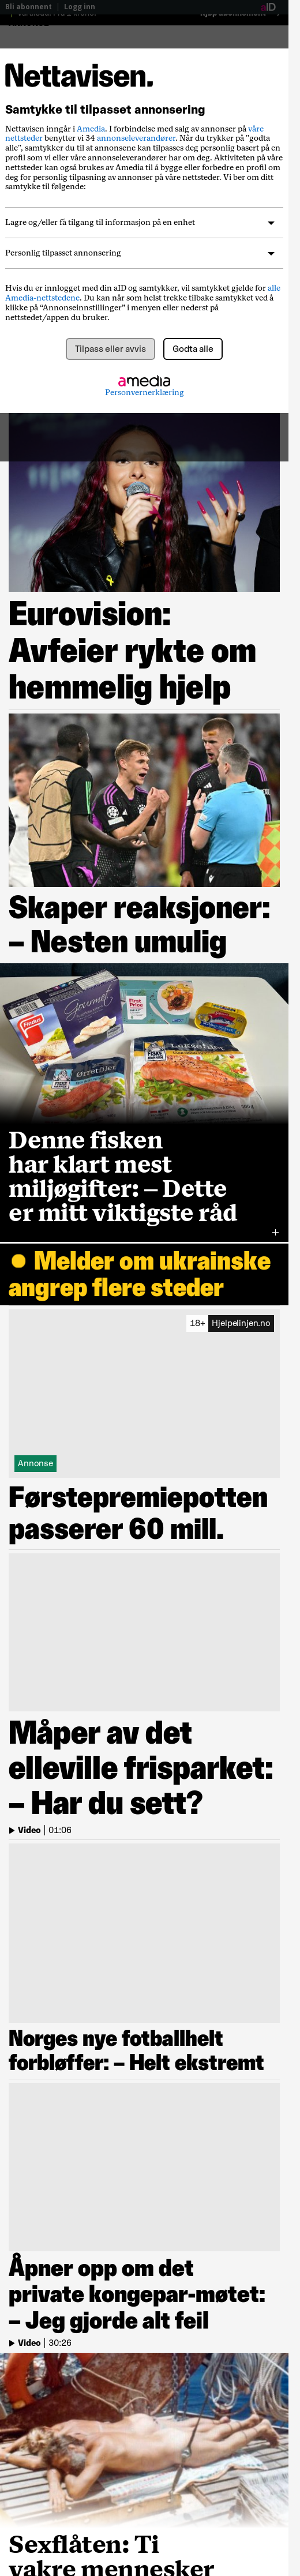 Bli abonnent | Logg inn
aID
Nettavisen.
Samtykke til tilpasset annonsering
Nettavisen inngår i Amedia. I forbindelse med salg av annonser på våre
nettsteder benytter vi 34 annonseleverandører. Når du trykker på "godta
alle", samtykker du til at annonsene kan tilpasses deg personlig basert på en
profil som vi eller våre annonseleverandører har om deg. Aktiviteten på våre
nettsteder kan også brukes av Amedia til å bygge eller forbedre en profil om
deg for personlig tilpasning av annonser på våre nettsteder. Vi ber om ditt
samtykke til følgende:
Lagre og/eller få tilgang til informasjon på en enhet
Personlig tilpasset annonsering
Hvis du er innlogget med din aID og samtykker, vil samtykket gjelde for alle
Amedia-nettstedene. Du kan når som helst trekke tilbake samtykket ved å
klikke på “Annonseinnstillinger” i menyen eller nederst på
nettstedet/appen du bruker.
Tilpass eller avvis
Godta alle
amedia
Personvernerklæring
Eurovision:
Avfeier rykte om
hemmelig hjelp
Skaper reaksjoner:
– Nesten umulig
Denne fisken
har klart mest
miljøgifter: – Dette
er mitt viktigste råd
Melder om ukrainske
angrep flere steder
18+ Hjelpelinjen.no
Annonse
Førstepremiepotten
passerer 60 mill.
Måper av det
elleville frisparket:
– Har du sett?
Video | 01:06
Norges nye fotballhelt
forbløffer: – Helt ekstremt
Åpner opp om det
private kongepar-møtet:
– Jeg gjorde alt feil
Video | 30:26
Sexflåten: Ti
vakre mennesker